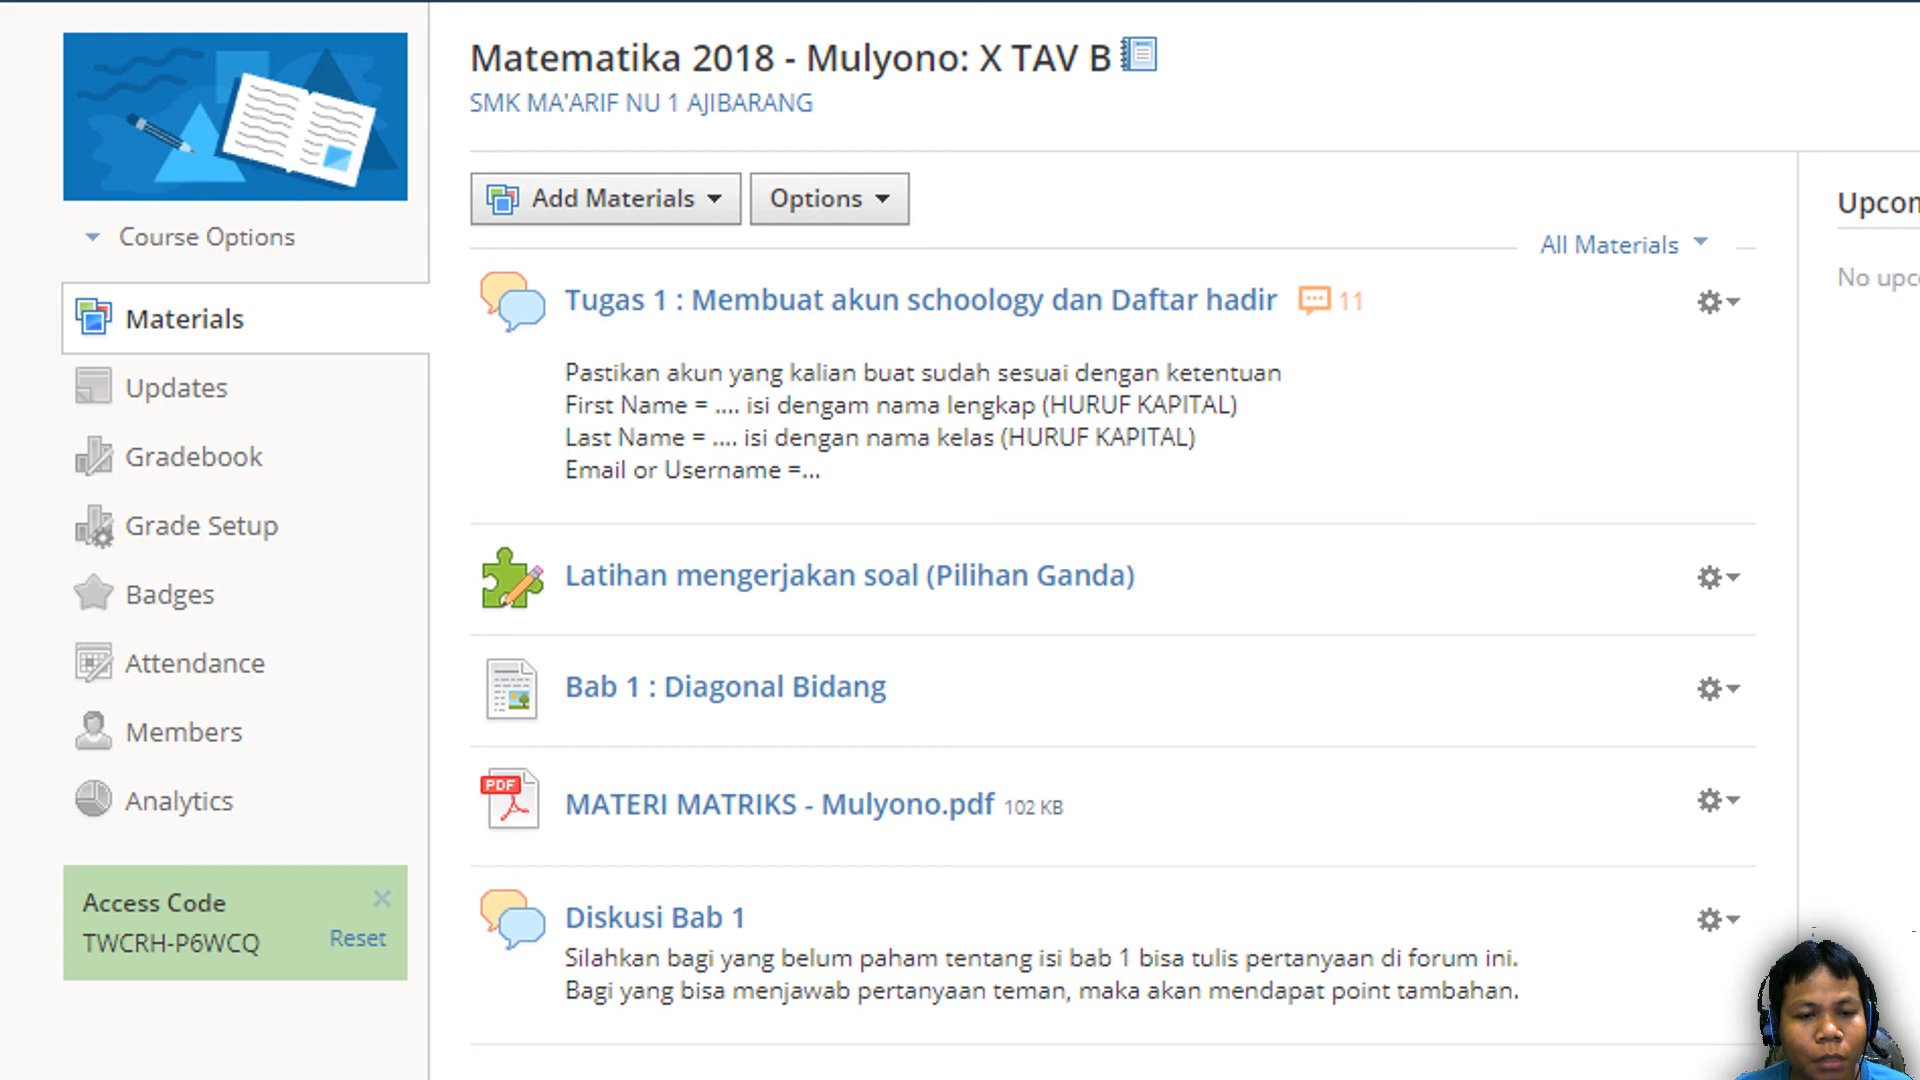 Matematika 2018 - Mulyono: X TAV B
SMK MA'ARIF NU 1 AJIBARANG
Course Options
Materials
Updates
Gradebook
Grade Setup
Badges
Attendance
Members
Analytics
Access Code
TWCRH-P6WCQ
Reset
Add Materials
Options
All Materials
Tugas 1 : Membuat akun schoology dan Daftar hadir 11
Pastikan akun yang kalian buat sudah sesuai dengan ketentuan
First Name = .... isi dengam nama lengkap (HURUF KAPITAL)
Last Name = .... isi dengan nama kelas (HURUF KAPITAL)
Email or Username =...
Latihan mengerjakan soal (Pilihan Ganda)
Bab 1 : Diagonal Bidang
PDF
MATERI MATRIKS - Mulyono.pdf 102 KB
Diskusi Bab 1
Silahkan bagi yang belum paham tentang isi bab 1 bisa tulis pertanyaan di forum ini.
Bagi yang bisa menjawab pertanyaan teman, maka akan mendapat point tambahan.
Upcom
No upco